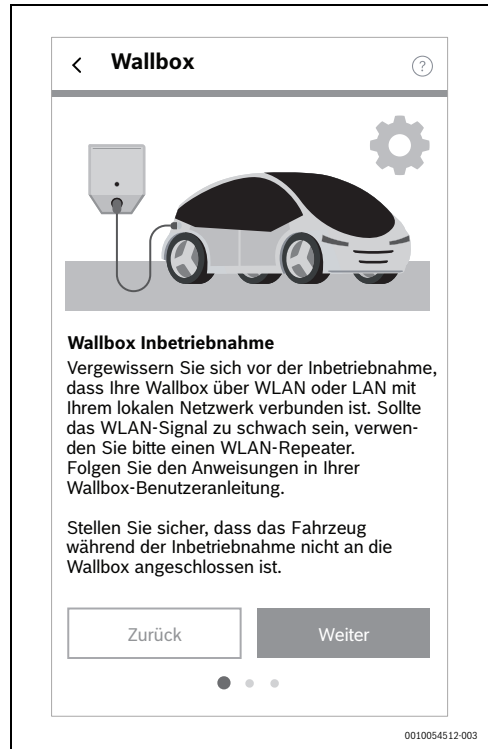 Wallbox
?
Wallbox Inbetriebnahme
Vergewissern Sie sich vor der Inbetriebnahme,
dass Ihre Wallbox über WLAN oder LAN mit
Ihrem lokalen Netzwerk verbunden ist. Sollte
das WLAN-Signal zu schwach sein, verwen-
den Sie bitte einen WLAN-Repeater.
Folgen Sie den Anweisungen in Ihrer
Wallbox-Benutzeranleitung.
Stellen Sie sicher, dass das Fahrzeug
während der Inbetriebnahme nicht an die
Wallbox angeschlossen ist.
Zurück
Weiter
0010054512-003